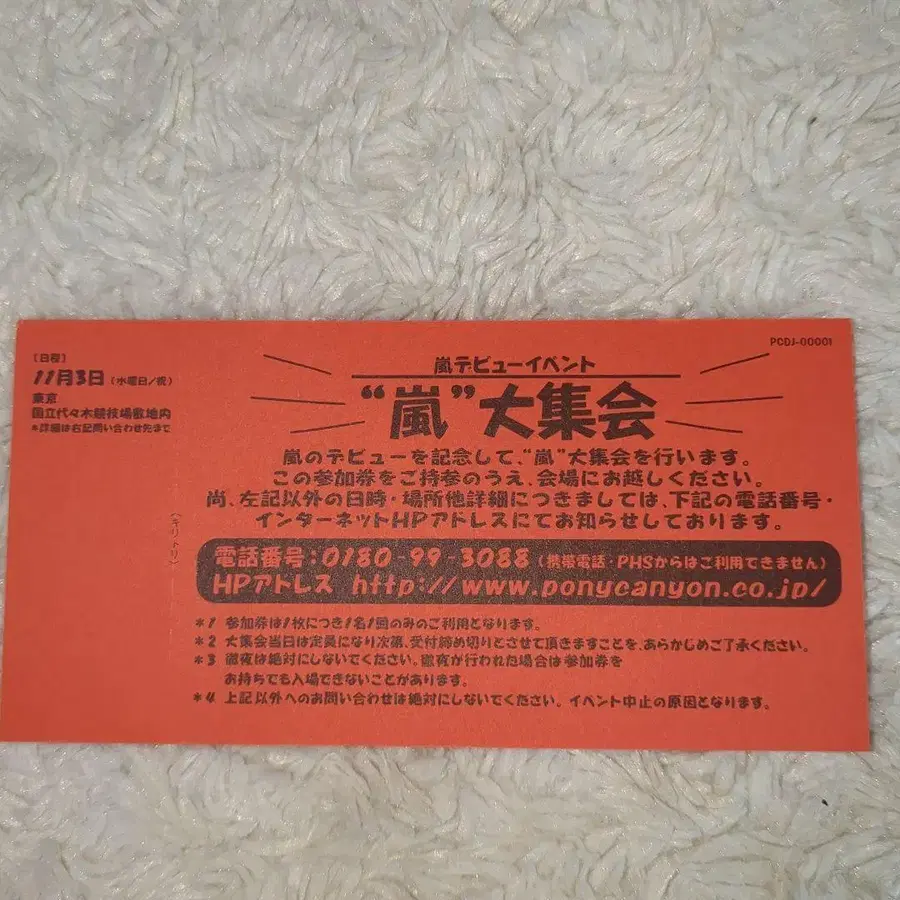 [日程]
11月3日(水曜日/祝)
東京
国立代々木競技場敷地内
*詳細は右記問い合わせ先まで
(キリトリ)
PCDJ-00001
嵐デビューイベント
“嵐”大集会
嵐のデビューを記念して、“嵐”大集会を行います。
この参加券をご持参のうえ、会場にお越しください。
尚、左記以外の日時・場所他詳細につきましては、下記の電話番号・
インターネットHPアドレスにてお知らせしております。
電話番号:0180-99-3088(携帯電話・PHSからはご利用できません)
HPアドレス http://www.ponycanyon.co.jp/
*1 参加券は1枚につき1名1回のみのご利用となります。
*2 大集会当日は定員になり次第、受付締め切りとさせて頂きますことを、あらかじめご了承ください。
*3 徹夜は絶対にしないでください。徹夜が行われた場合は参加券を
お持ちでも入場できないことがあります。
*4 上記以外へのお問い合わせは絶対にしないでください。イベント中止の原因となります。